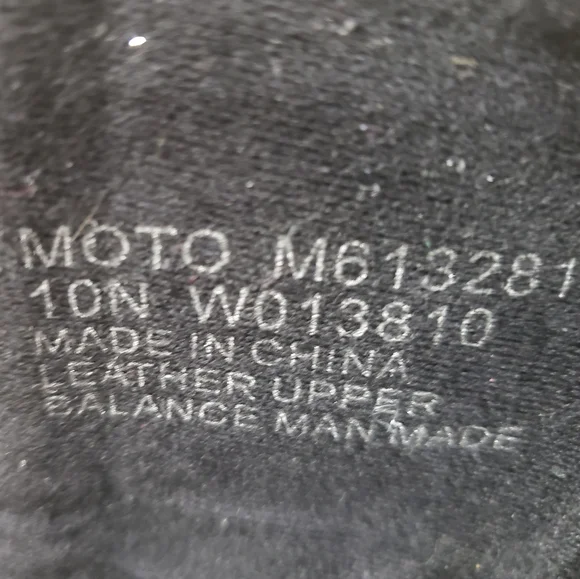 MOTO M613281
10N W013810
MADE IN CHINA
LEATHER UPPER
BALANCE MAN MADE